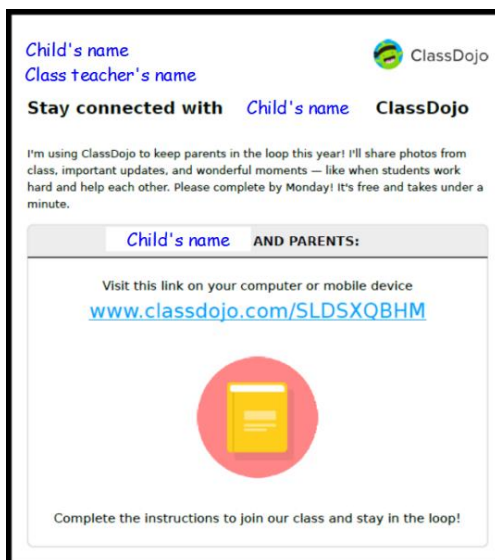 Child's name
ClassDojo
Class teacher's name
Stay connected with Child's name ClassDojo
I'm using ClassDojo to keep parents in the loop this year! I'll share photos from
class, important updates, and wonderful moments — like when students work
hard and help each other. Please complete by Monday! It's free and takes under a
minute.
Child's name AND PARENTS:
Visit this link on your computer or mobile device
www.classdojo.com/SLDSXQBHM
Complete the instructions to join our class and stay in the loop!